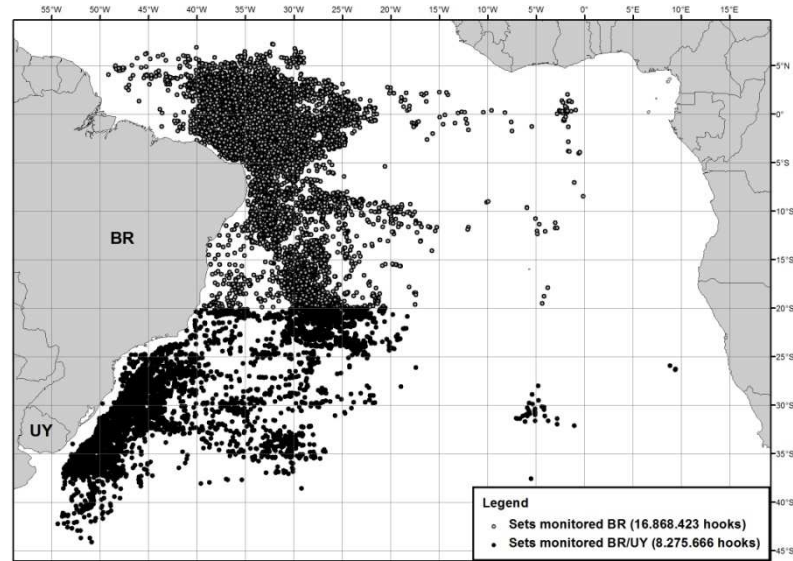 15°W 10°W 5°W 0° 5°E 10°E 15°E
55°W 50°W 45°W 40°W 35°W 30°W 25°W 20°W
5°N
0°
5°S
10°S
15°S
20°S
25°S
30°S
35°S
40°S
45°S
BR
UY
Legend
Sets monitored BR (16.868.423 hooks)
Sets monitored BR/UY (8.275.666 hooks)